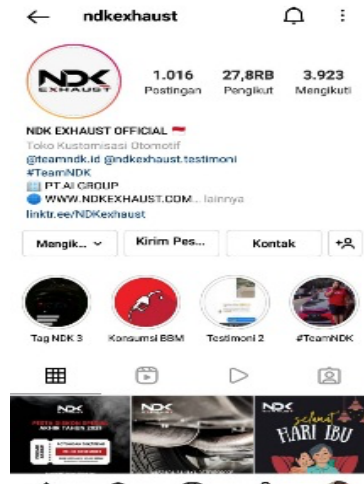 ndkexhaust
NDK
EXHAUST
1.016 27,8RB 3.923
Postingan Pengikut Mengikuti
NDK EXHAUST OFFICIAL
Toko Kustomisasi Otomotif
@teamndk.id @ndkexhaust.testimoni
#TeamNDK
PT.AI GROUP
WWW.NDKEXHAUST.COM... lainnya
linktr.ee/NDKexhaust
Mengik... Kirim Pes... Kontak
Tag NDK 3 Konsumsi BBM Testimoni 2 #TeamNDK
NDK NDK NDK
AKHIR TAHUN
selamat
HARI IBU